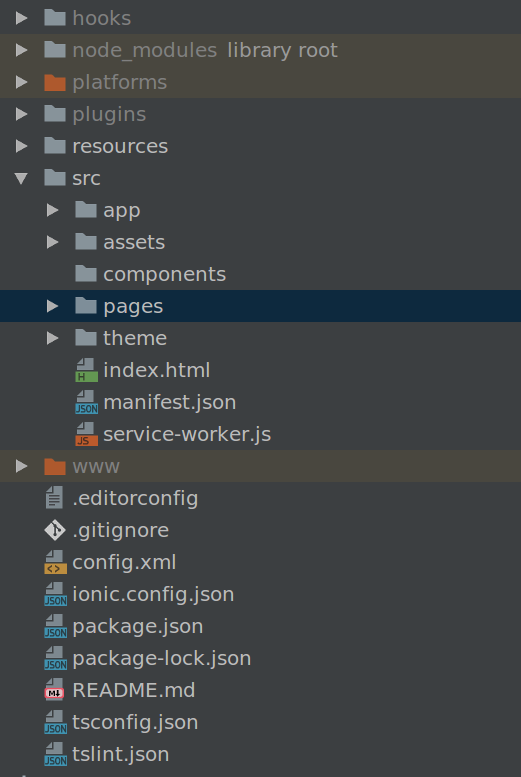 hooks
node_modules library root
platforms
plugins
resources
src
app
assets
components
pages
theme
H index.html
JSON manifest.json
JS service-worker.js
www
.editorconfig
.gitignore
<> config.xml
JSON ionic.config.json
JSON package.json
JSON package-lock.json
M↓ README.md
JSON tsconfig.json
JSON tslint.json